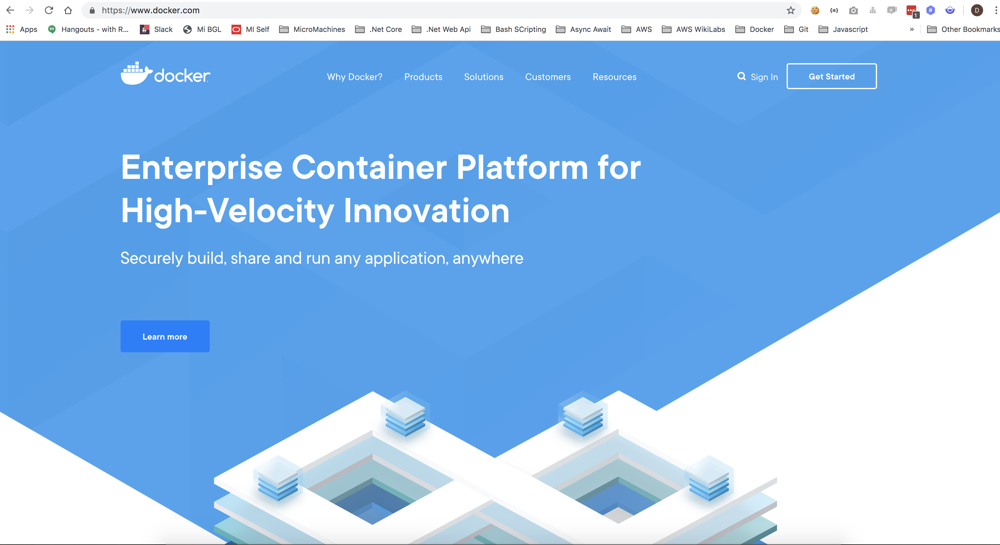 https://www.docker.com
D
1
R
a
Apps Hangouts - with R... Slack Mi BGL MI Self MicroMachines .Net Core .Net Web Api Bash SCripting Async Await AWS AWS WikiLabs Docker Git Javascript » Other Bookmarks
docker Why Docker? Products Solutions Customers Resources Sign In Get Started
Enterprise Container Platform for
High-Velocity Innovation
Securely build, share and run any application, anywhere
Learn more